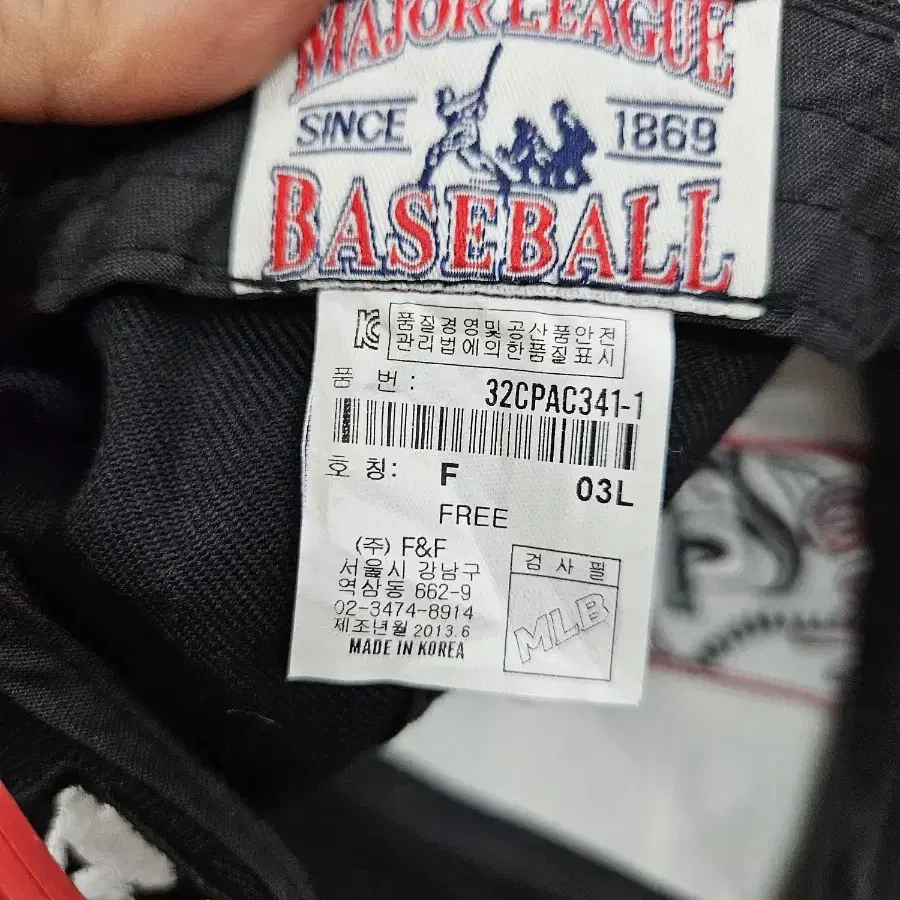 MAJOR LEAGUE
SINCE 1869
BASEBALL
품질경영및공산품안전
관리법에의한품질표시
품 번 : 32CPAC341-1
호 칭: F 03L
FREE
(주) F&F
서울시 강남구
역삼동 662-9
02-3474-8914
제조년월 2013.6
MADE IN KOREA
검 사 필
MLB